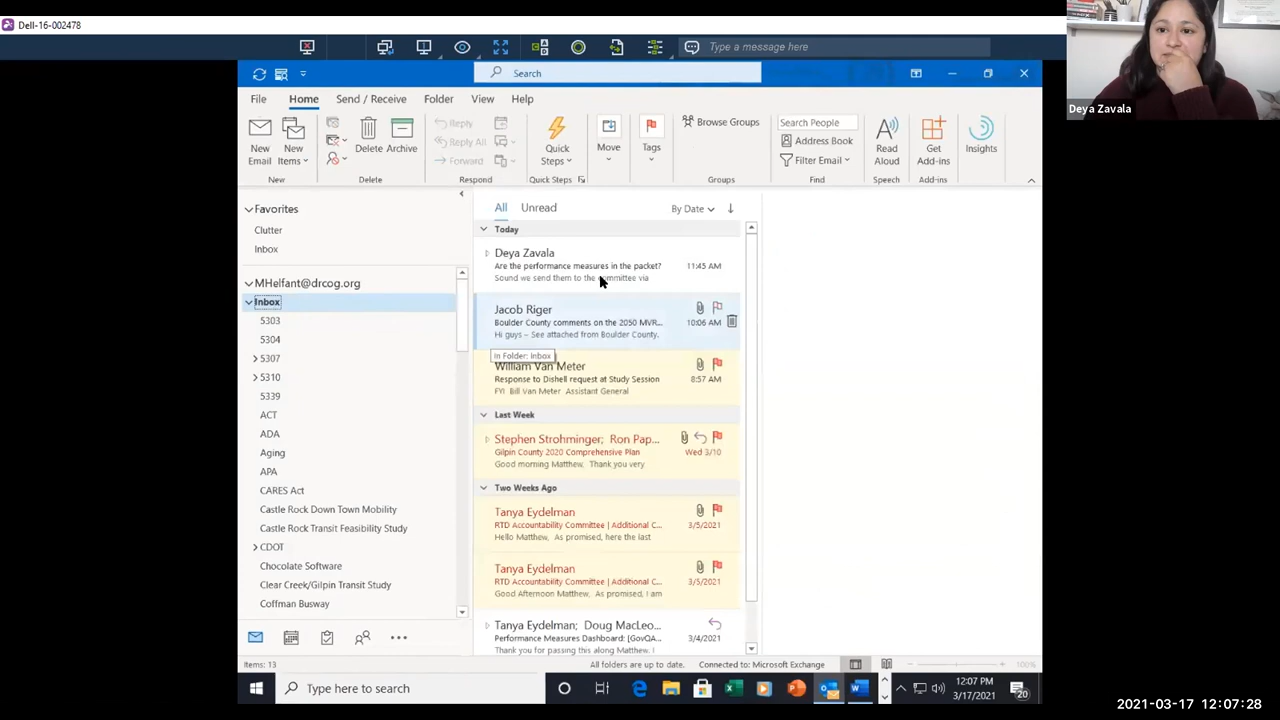 Dell-16-002478
Type a message here
Deya Zavala
Search
File Home Send / Receive Folder View Help
New Email
New Items
Delete
Archive
Reply
Reply All
Forward
Quick Steps
Move
Tags
Browse Groups
Search People
Address Book
Filter Email
Read Aloud
Get Add-ins
Insights
New
Delete
Respond
Quick Steps
Groups
Find
Speech
Add-ins
Favorites
Clutter
Inbox
MHelfant@drcog.org
Inbox
5303
5304
5307
5310
5339
ACT
ADA
Aging
APA
CARES Act
Castle Rock Down Town Mobility
Castle Rock Transit Feasibility Study
CDOT
Chocolate Software
Clear Creek/Gilpin Transit Study
Coffman Busway
All Unread By Date
Today
Deya Zavala
Are the performance measures in the packet? 11:45 AM
Sound we send them to the committee via
Jacob Riger
Boulder County comments on the 2050 MVR... 10:06 AM
Hi guys – See attached from Boulder County.
In Folder: Inbox
William Van Meter
Response to Dishell request at Study Session 8:57 AM
FYI Bill Van Meter Assistant General
Last Week
Stephen Strohminger; Ron Pap...
Gilpin County 2020 Comprehensive Plan Wed 3/10
Good morning Matthew, Thank you very
Two Weeks Ago
Tanya Eydelman
RTD Accountability Committee | Additional C... 3/5/2021
Hello Matthew, As promised, here the last
Tanya Eydelman
RTD Accountability Committee | Additional C... 3/5/2021
Good Afternoon Matthew, As promised, I am
Tanya Eydelman; Doug MacLeo...
Performance Measures Dashboard: [GovQA... 3/4/2021
Thank you for passing this along Matthew. I
Items: 13 All folders are up to date. Connected to: Microsoft Exchange 100%
Type here to search
12:07 PM
3/17/2021
20
2021-03-17 12:07:28